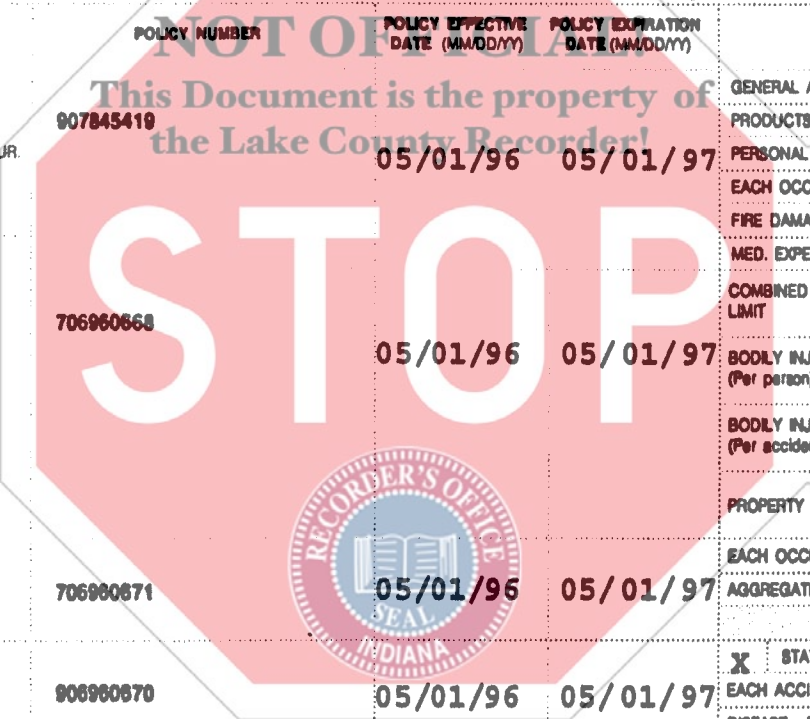 NOT OFFICIAL!
POLICY NUMBER
POLICY EFFECTIVE
DATE (MM/DD/YY)
POLICY EXPIRATION
DATE (MM/DD/YY)
This Document is the property of
the Lake County Recorder!
GENERAL
907845419
PRODUCTS
UR.
05/01/96 05/01/97
PERSONAL
EACH OCC
FIRE DAMA
MED. EXPE
STOP
COMBINED
LIMIT
706960668
05/01/96 05/01/97
BODILY INJ
(Per person)
BODILY INJ
(Per accide
PROPERTY
RECORDER'S OFFICE
SEAL
INDIANA
EACH OCC
706960671
05/01/96 05/01/97
AGGREGAT
X STA
906960670
05/01/96 05/01/97
EACH ACCI